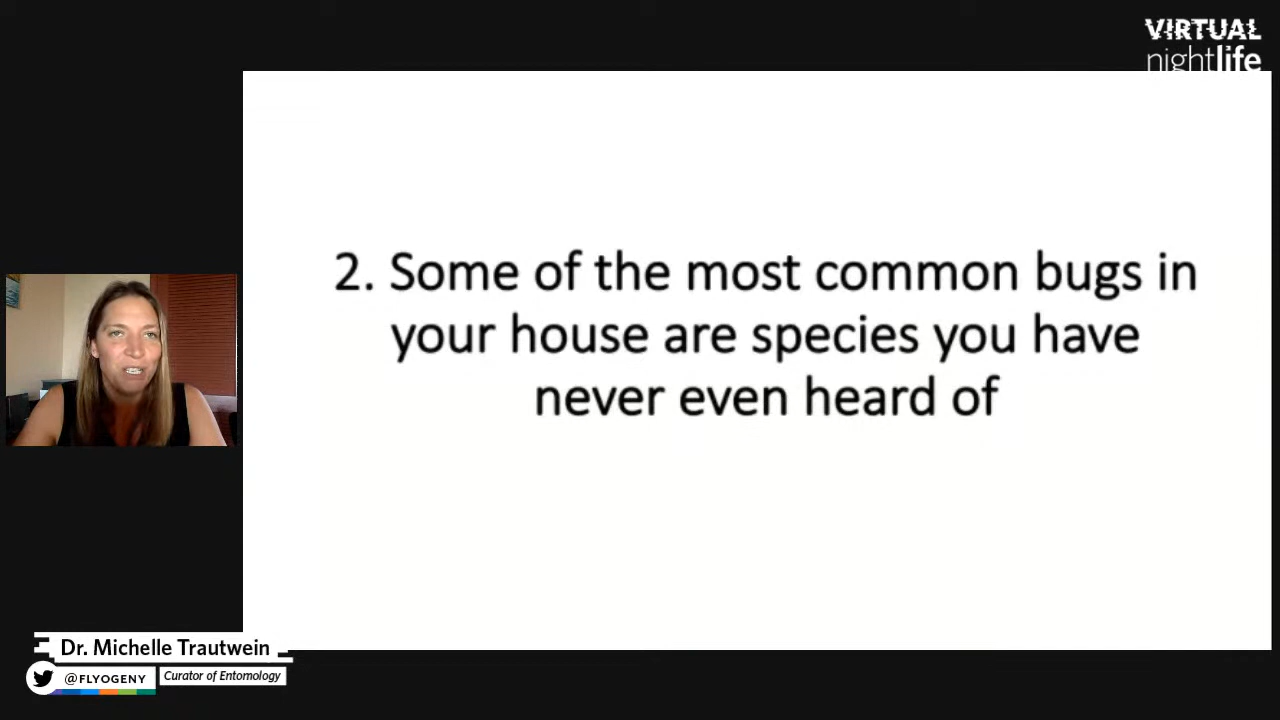 VIRTUAL
nightlife
2. Some of the most common bugs in
your house are species you have
never even heard of
Dr. Michelle Trautwein
@FLYOGENY
Curator of Entomology